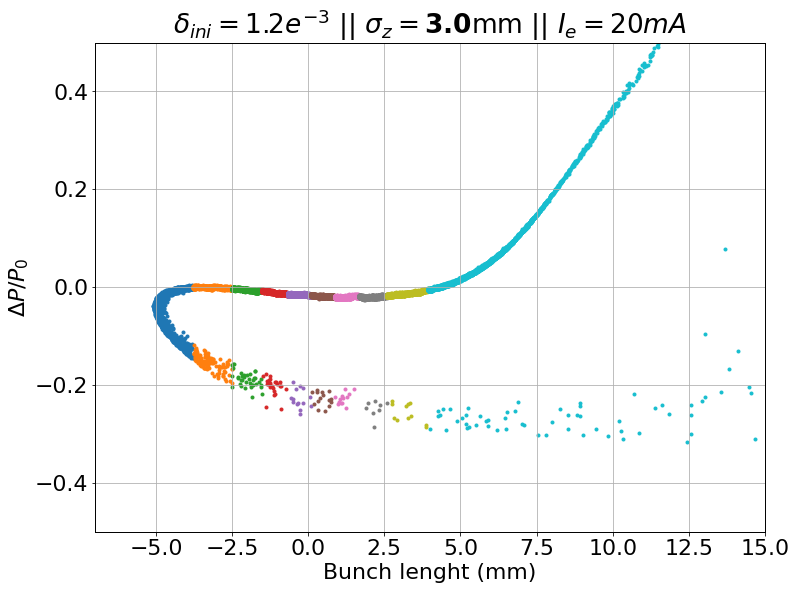 δ_ini = 1.2e⁻³ || σ_z = 3.0mm || I_e = 20mA
ΔP/P₀
0.4
0.2
0.0
−0.2
−0.4
−5.0 −2.5 0.0 2.5 5.0 7.5 10.0 12.5 15.0
Bunch lenght (mm)